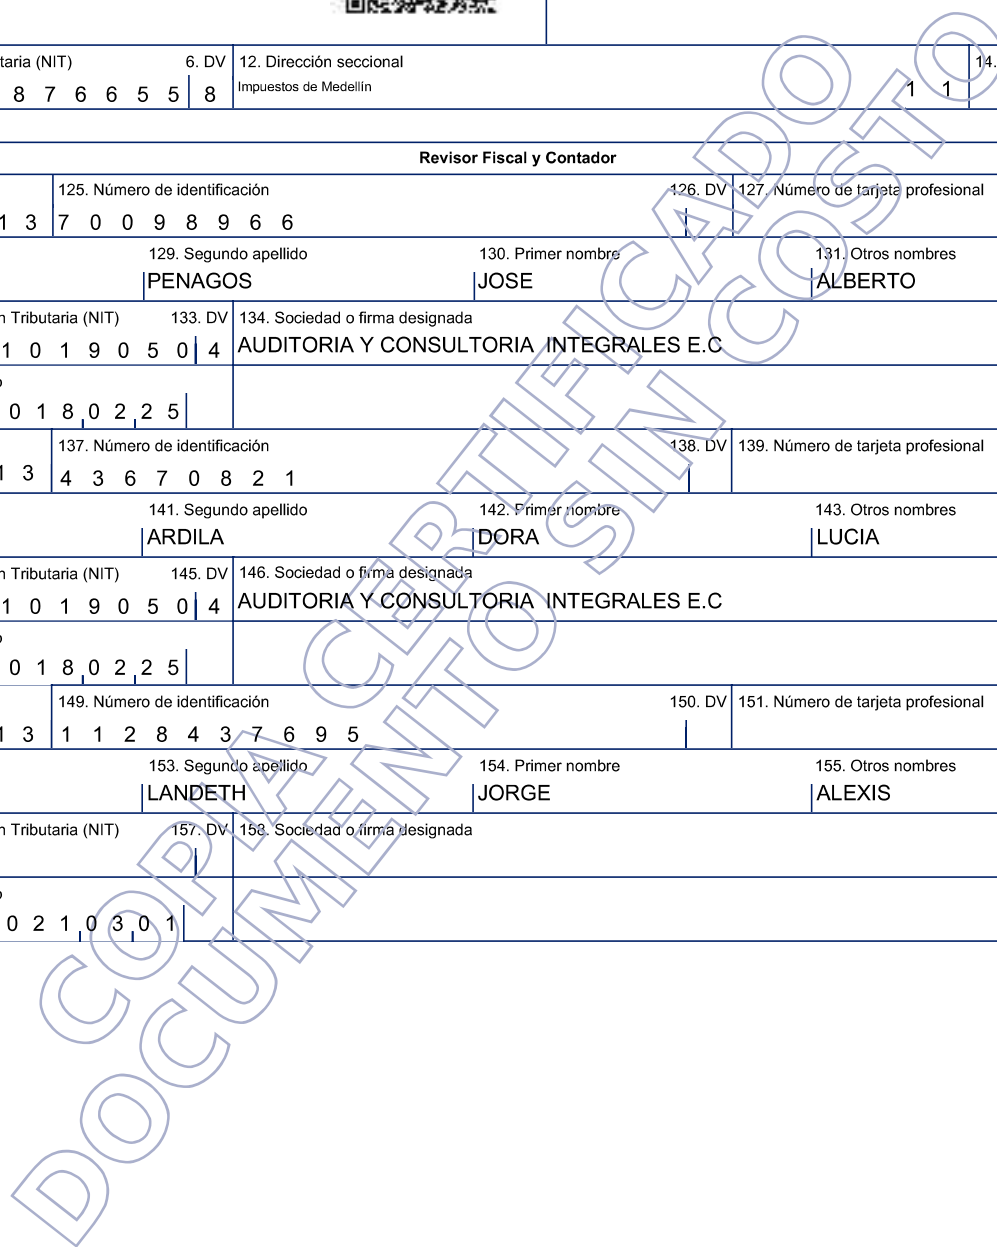 taria (NIT) 6. DV 12. Dirección seccional 14.
8 7 6 6 5 5 8 Impuestos de Medellín 1 1
Revisor Fiscal y Contador
125. Número de identificación 126. DV 127. Número de tarjeta profesional
1 3 7 0 0 9 8 9 6 6
129. Segundo apellido 130. Primer nombre 131. Otros nombres
PENAGOS JOSE ALBERTO
n Tributaria (NIT) 133. DV 134. Sociedad o firma designada
1 0 1 9 0 5 0 4 AUDITORIA Y CONSULTORIA INTEGRALES E.C
o
0 1 8 0 2 2 5
137. Número de identificación 138. DV 139. Número de tarjeta profesional
1 3 4 3 6 7 0 8 2 1
141. Segundo apellido 142. Primer nombre 143. Otros nombres
ARDILA DORA LUCIA
n Tributaria (NIT) 145. DV 146. Sociedad o firma designada
1 0 1 9 0 5 0 4 AUDITORIA Y CONSULTORIA INTEGRALES E.C
o
0 1 8 0 2 2 5
149. Número de identificación 150. DV 151. Número de tarjeta profesional
1 3 1 1 2 8 4 3 7 6 9 5
153. Segundo apellido 154. Primer nombre 155. Otros nombres
LANDETH JORGE ALEXIS
n Tributaria (NIT) 157. DV 158. Sociedad o firma designada
o
0 2 1 0 3 0 1
COPIA CERTIFICADO
DOCUMENTO SIN COSTO